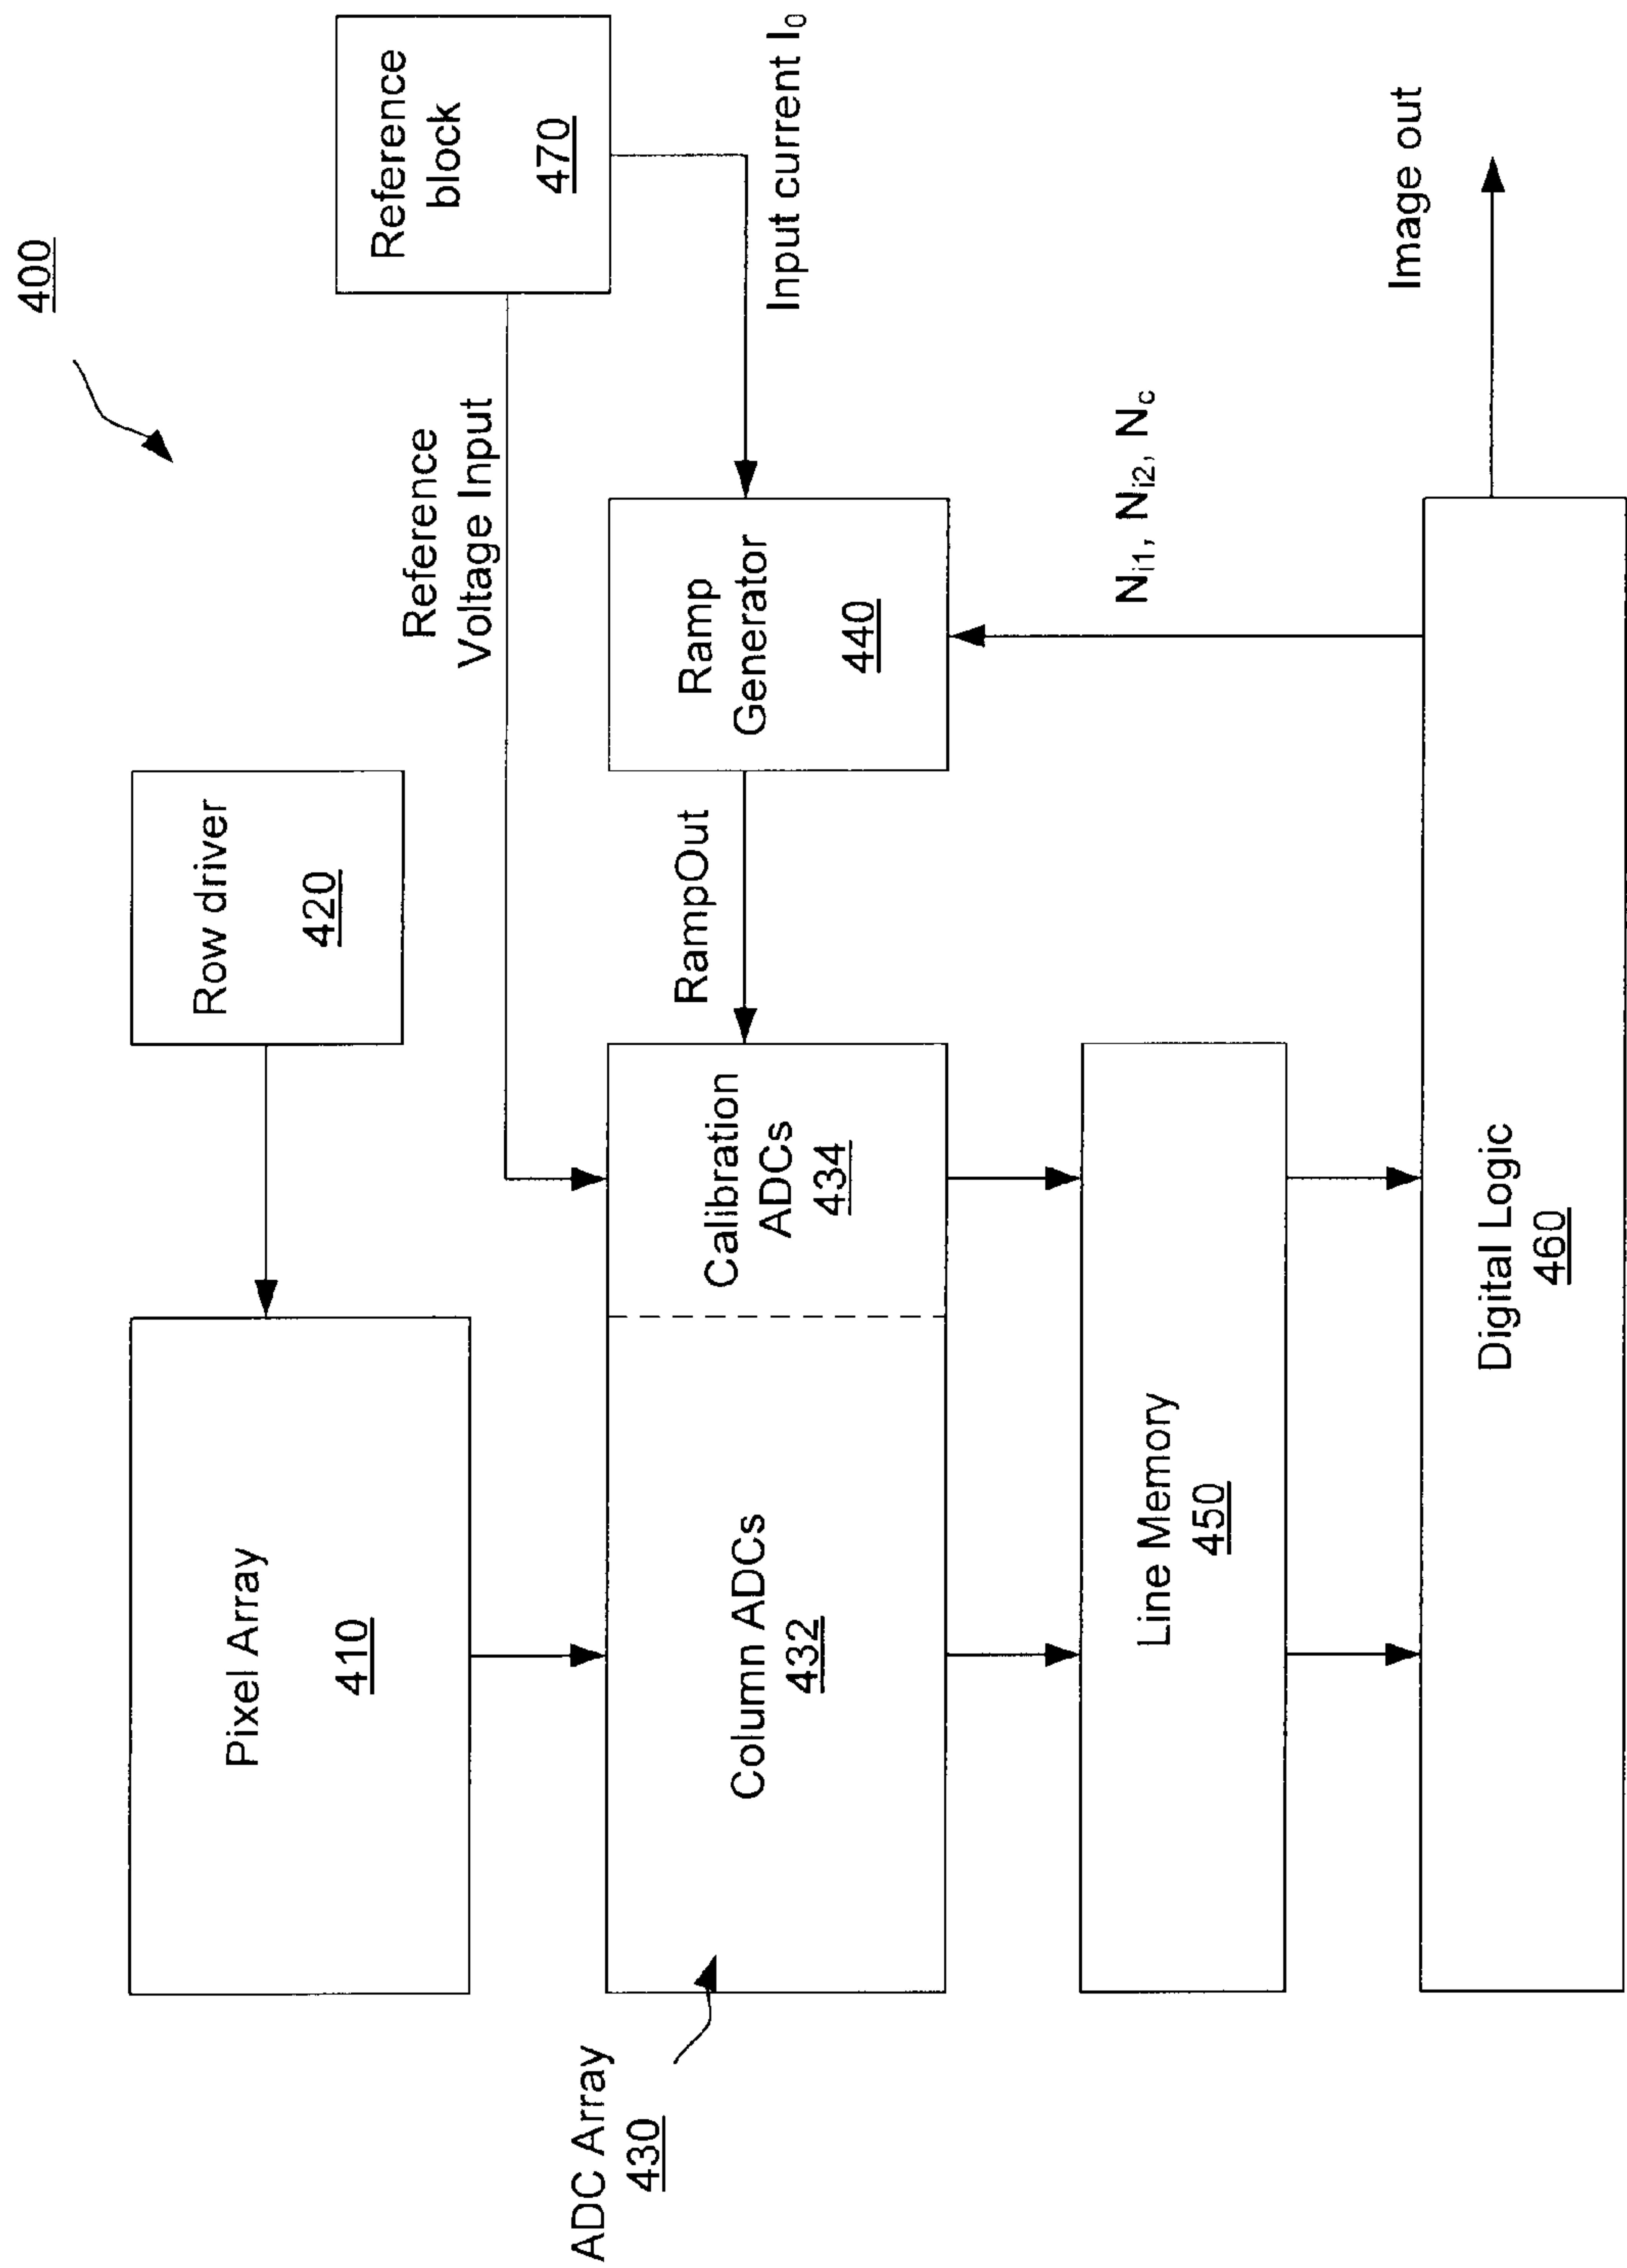 400
Row driver
420
Reference
block
470
Pixel Array
410
Reference
Voltage Input
Input current I₀
ADC Array
430
Column ADCs
432
Calibration
ADCs
434
RampOut
Ramp
Generator
440
Line Memory
450
Nᵢ₁, Nᵢ₂, N_c
Digital Logic
460
Image out